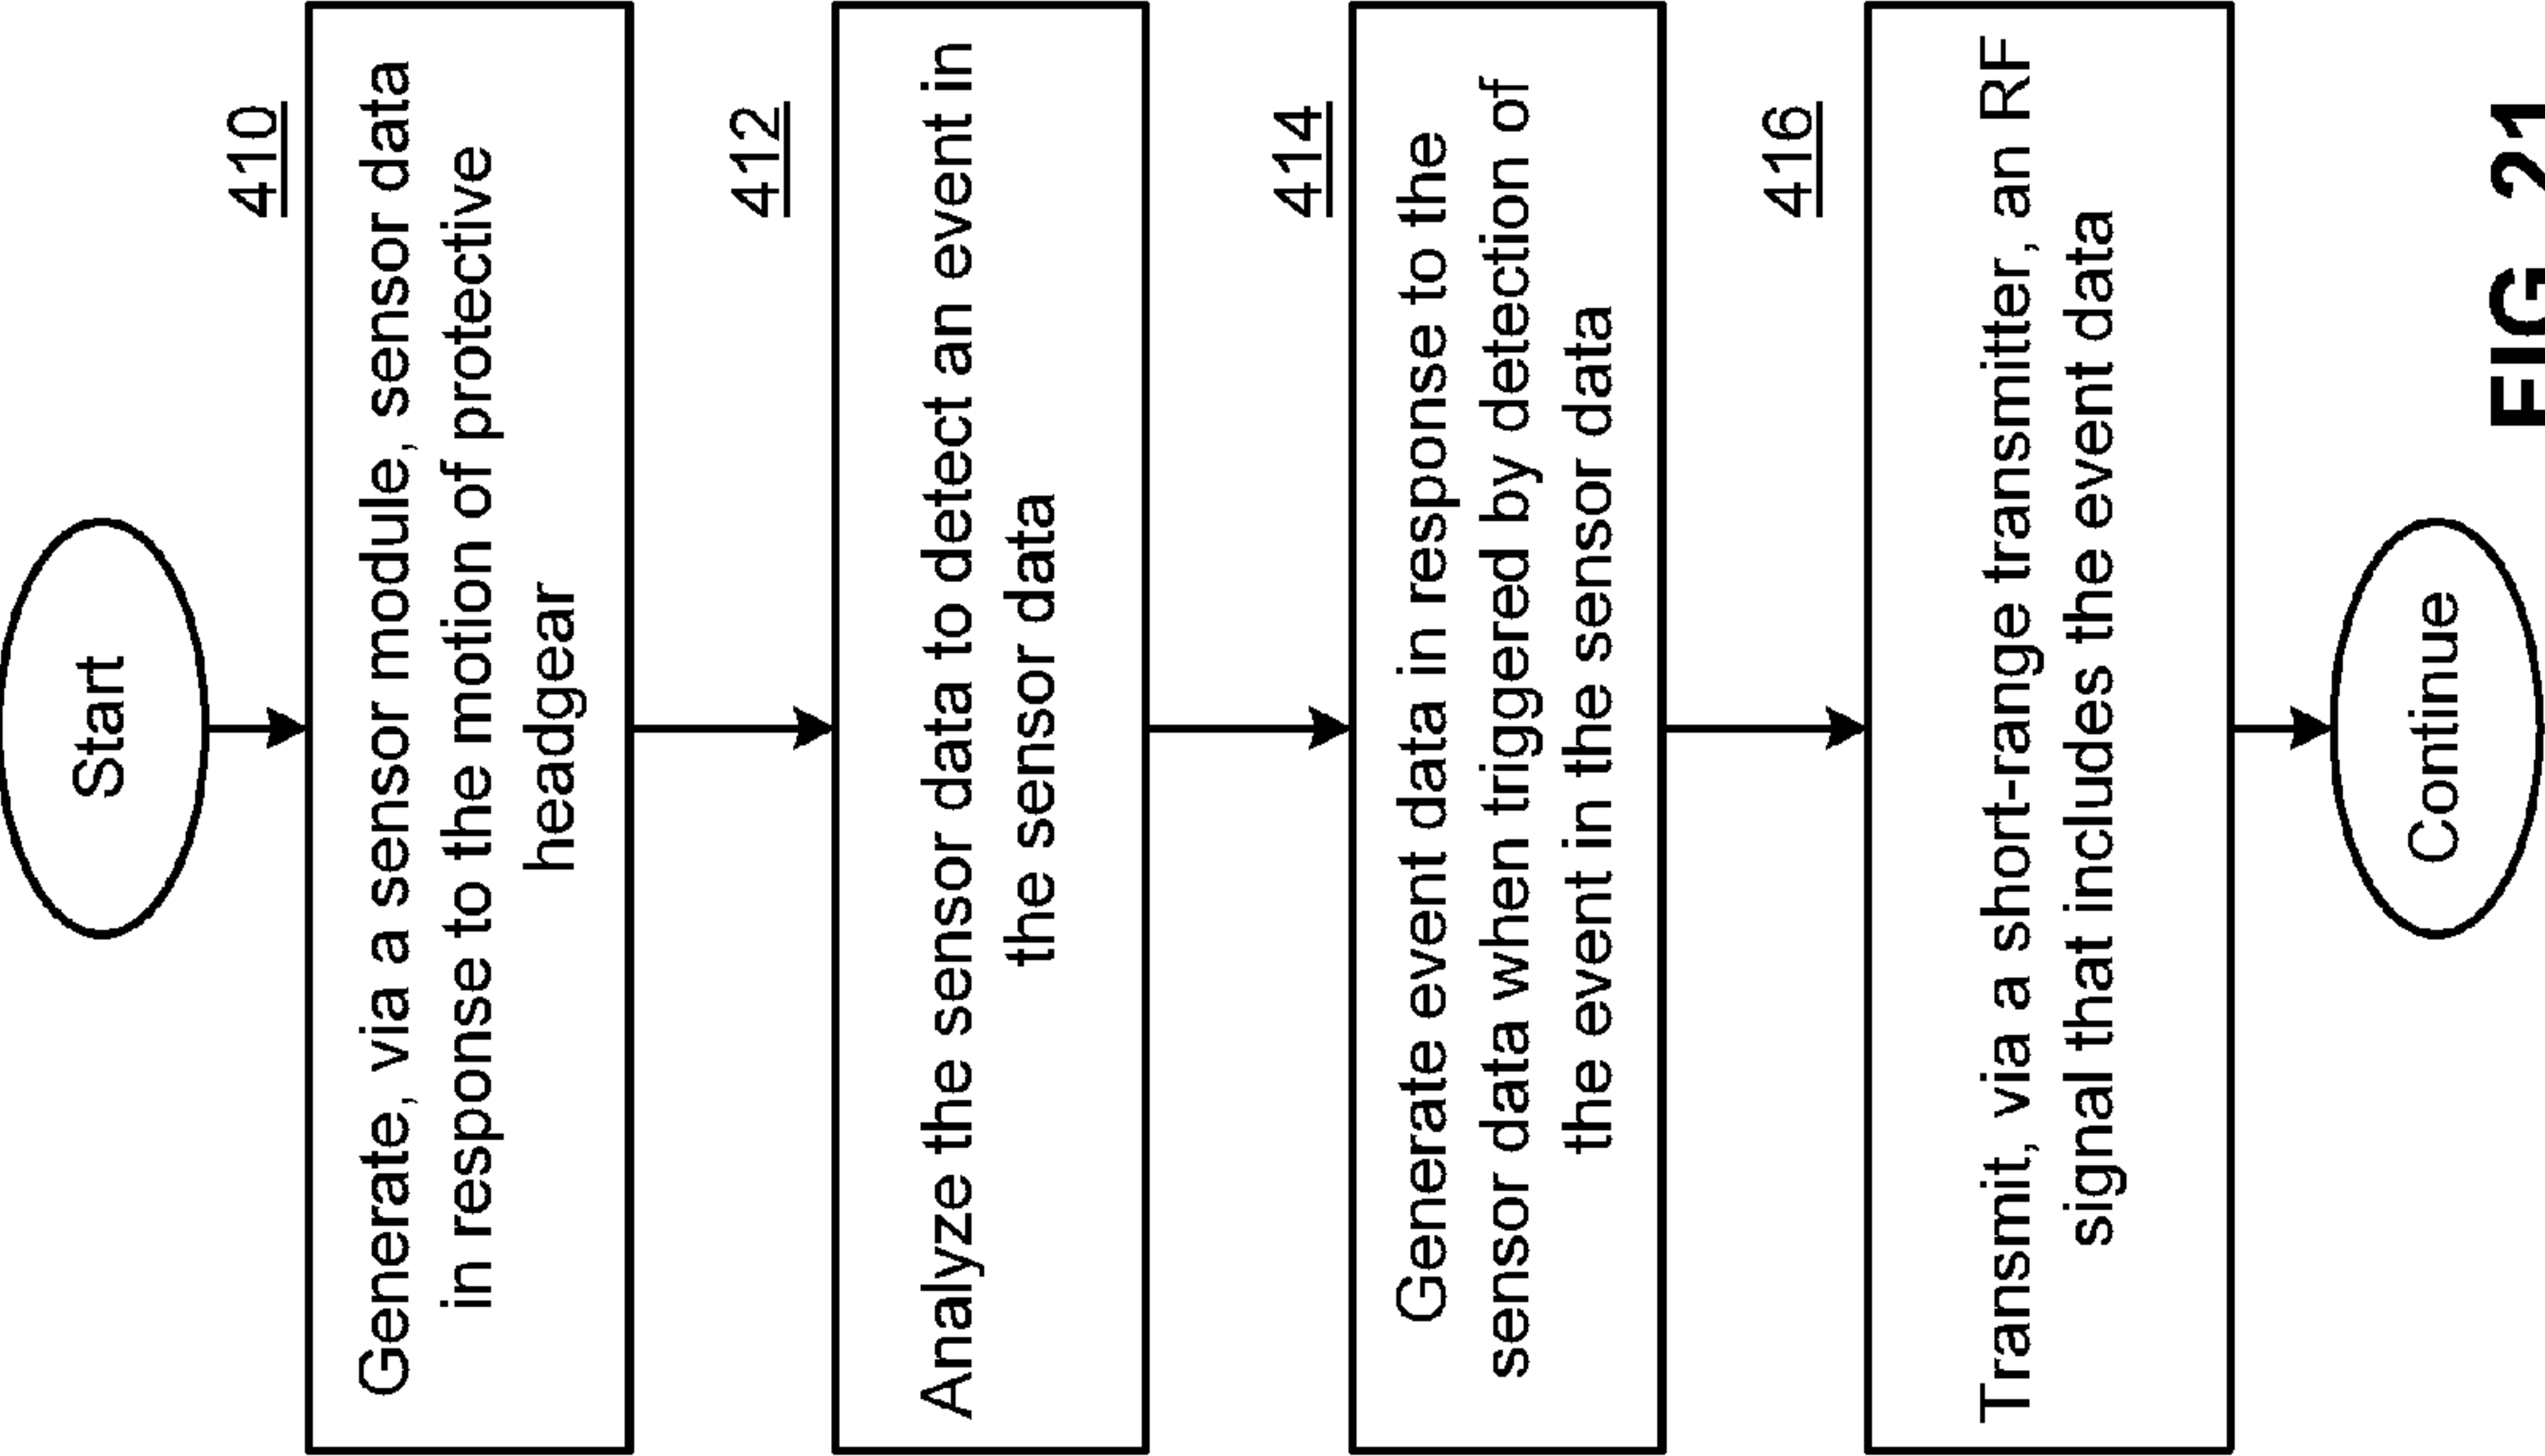 Start
410
Generate, via a sensor module, sensor data
in response to the motion of protective
headgear
412
Analyze the sensor data to detect an event in
the sensor data
414
Generate event data in response to the
sensor data when triggered by detection of
the event in the sensor data
416
Transmit, via a short-range transmitter, an RF
signal that includes the event data
Continue
FIG. 21